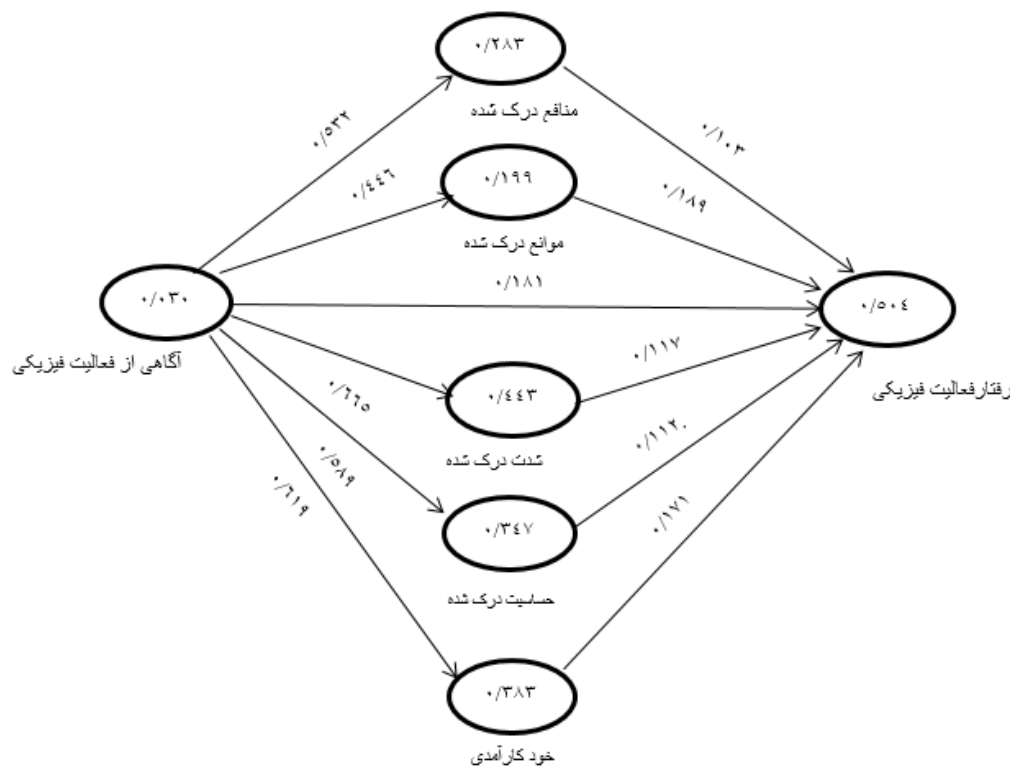 ۰/۲۸۳
منافع درک شده
۰/۵۳۲
۰/۱۰۳
۰/۴۴۶
۰/۱۹۹
۰/۱۸۹
موانع درک شده
۰/۰۳۰
۰/۱۸۱
۰/۵۰۴
آگاهی از فعالیت فیزیکی
رفتارفعالیت فیزیکی
۰/۶۶۵
۰/۴۴۳
۰/۱۱۷
شدت درک شده
۰/۵۸۹
۰/۱۱۲۰
۰/۶۱۹
۰/۳۴۷
۰/۱۷۱
حساسیت درک شده
۰/۳۸۳
خود کارآمدی